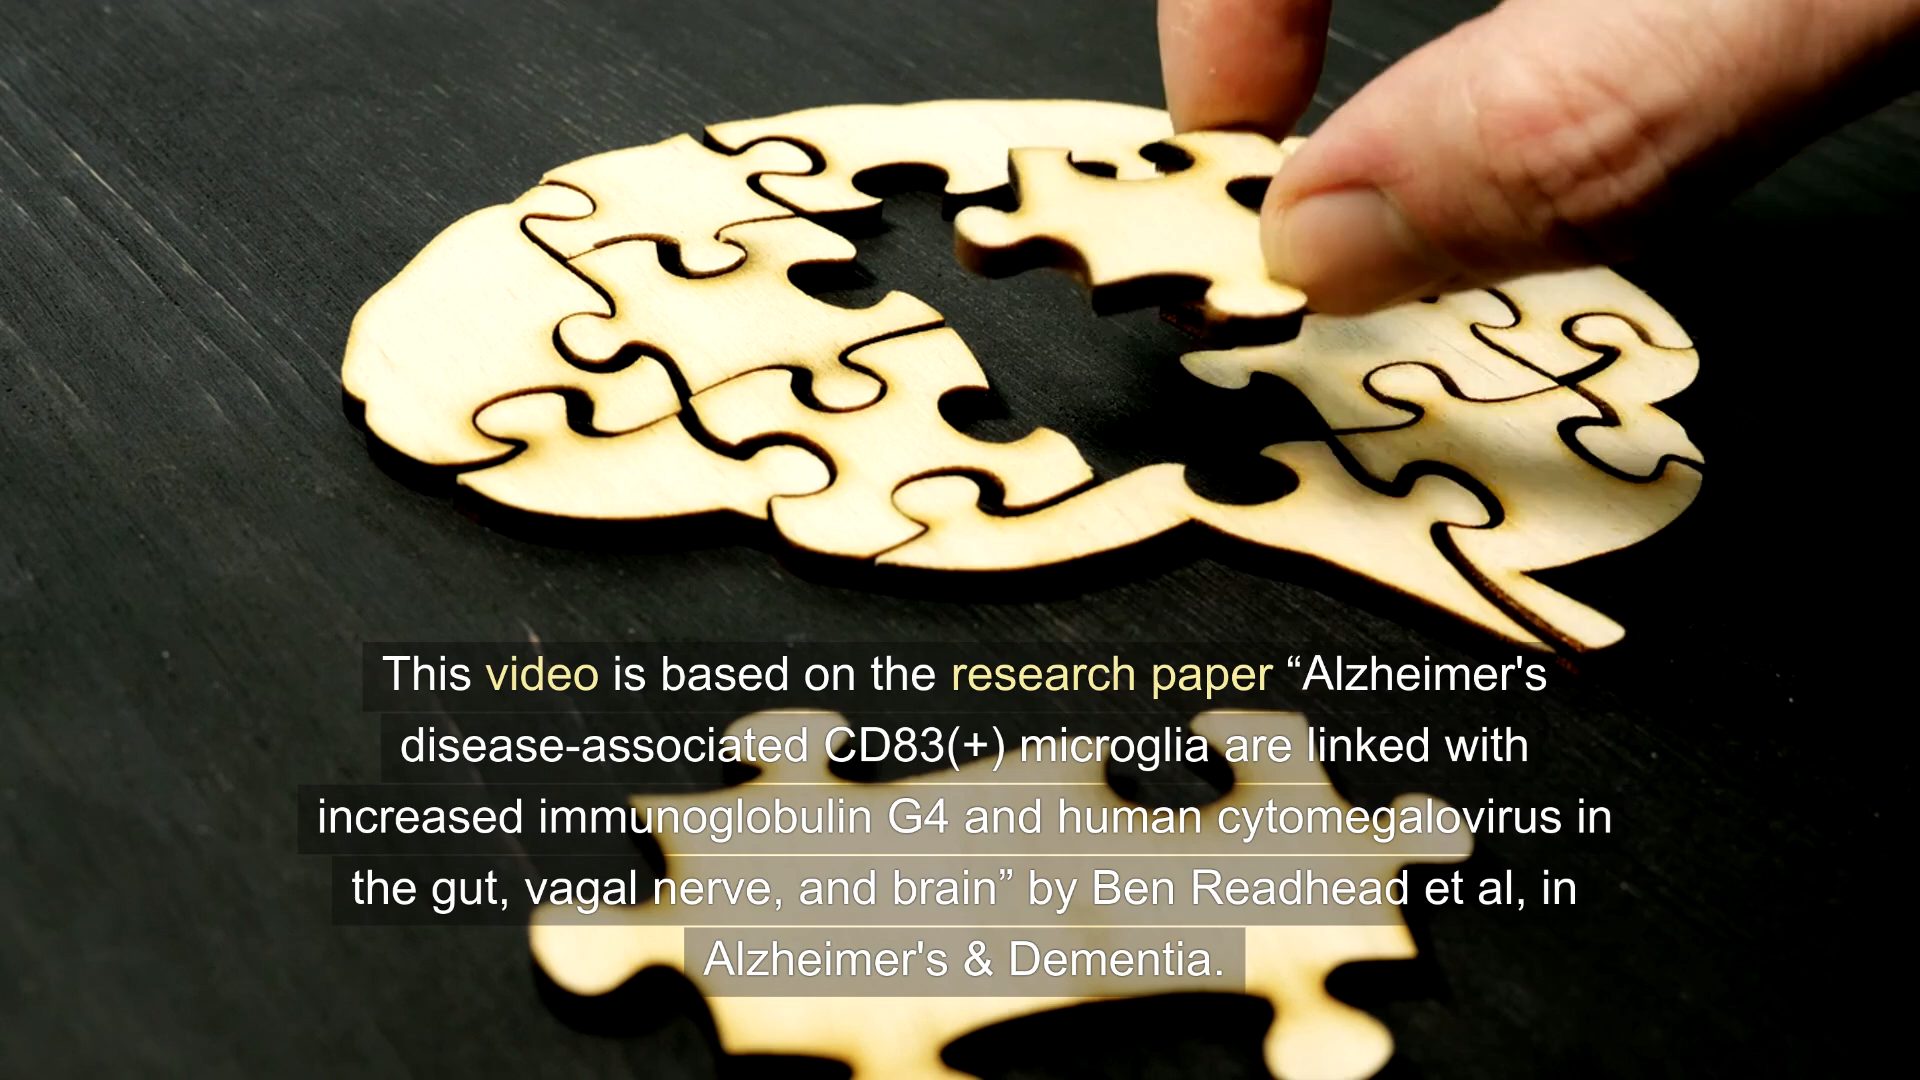 This video is based on the research paper “Alzheimer's
disease-associated CD83(+) microglia are linked with
increased immunoglobulin G4 and human cytomegalovirus in
the gut, vagal nerve, and brain” by Ben Readhead et al, in
Alzheimer's & Dementia.